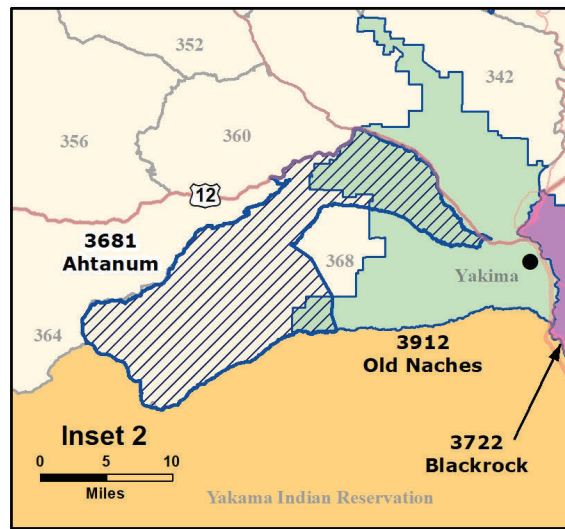 352
342
356
360
12
3681
Ahtanum
368
Yakima
364
3912
Old Naches
Inset 2
0 5 10
Miles
3722
Blackrock
Yakama Indian Reservation